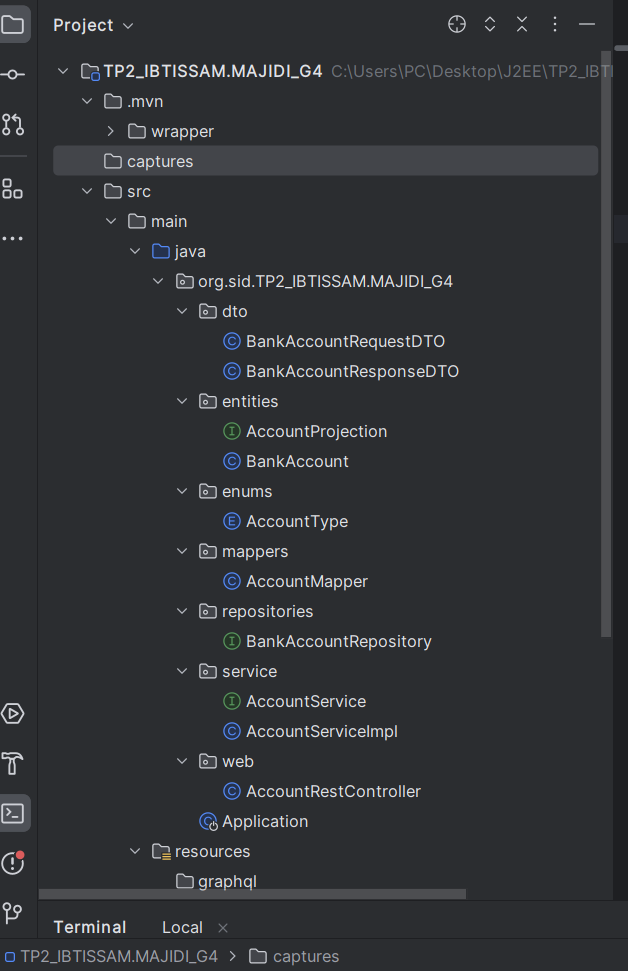 Project
TP2_IBTISSAM.MAJIDI_G4 C:\Users\PC\Desktop\J2EE\TP2_IBTI
.mvn
wrapper
captures
src
main
java
org.sid.TP2_IBTISSAM.MAJIDI_G4
dto
C BankAccountRequestDTO
C BankAccountResponseDTO
entities
I AccountProjection
C BankAccount
enums
E AccountType
mappers
C AccountMapper
repositories
I BankAccountRepository
service
I AccountService
C AccountServiceImpl
web
C AccountRestController
C Application
resources
graphql
Terminal Local
TP2_IBTISSAM.MAJIDI_G4 captures